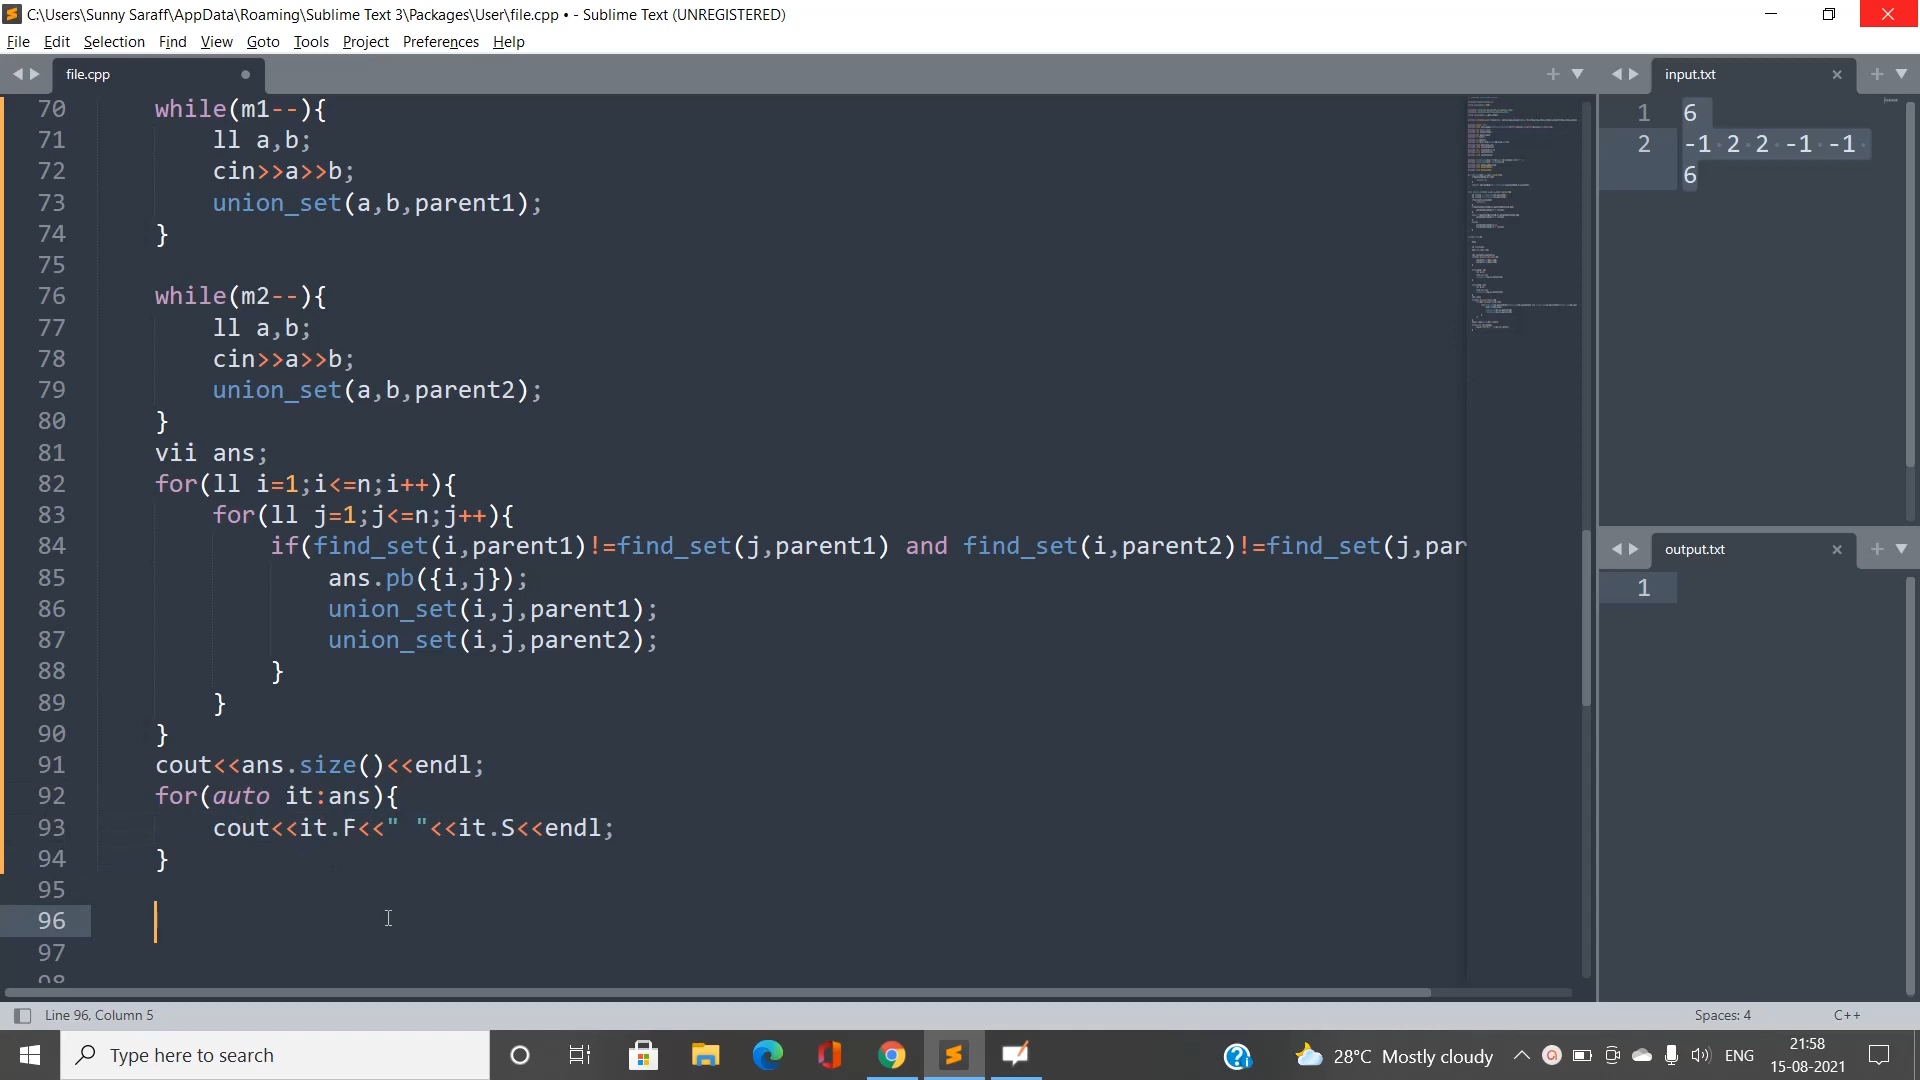 C:\Users\Sunny Saraff\AppData\Roaming\Sublime Text 3\Packages\User\file.cpp • - Sublime Text (UNREGISTERED)
File Edit Selection Find View Goto Tools Project Preferences Help
file.cpp
70 while(m1--){
71 ll a,b;
72 cin>>a>>b;
73 union_set(a,b,parent1);
74 }
75
76 while(m2--){
77 ll a,b;
78 cin>>a>>b;
79 union_set(a,b,parent2);
80 }
81 vii ans;
82 for(ll i=1;i<=n;i++){
83 for(ll j=1;j<=n;j++){
84 if(find_set(i,parent1)!=find_set(j,parent1) and find_set(i,parent2)!=find_set(j,par
85 ans.pb({i,j});
86 union_set(i,j,parent1);
87 union_set(i,j,parent2);
88 }
89 }
90 }
91 cout<<ans.size()<<endl;
92 for(auto it:ans){
93 cout<<it.F<<" "<<it.S<<endl;
94 }
95
96
97
98
input.txt
1 6
2 -1 2 2 -1 -1
6
output.txt
1
Line 96, Column 5
Spaces: 4
C++
Type here to search
28°C Mostly cloudy
ENG
21:58
15-08-2021